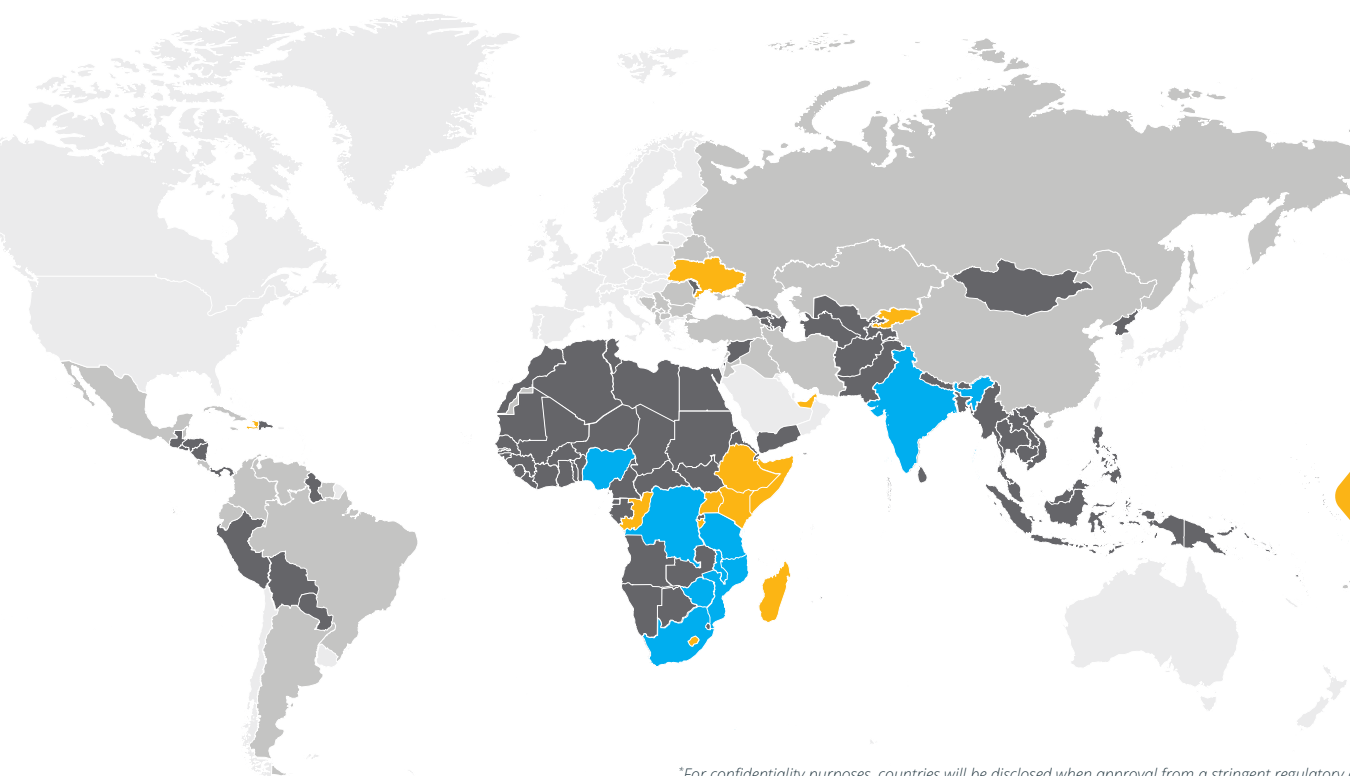 *For confidentiality purposes, countries will be disclosed when approval from a stringent regulatory